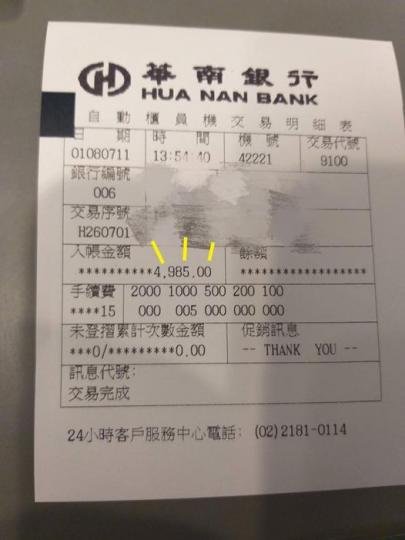 華南銀行
HUA NAN BANK
自動櫃員機交易明細表
日 期 時 間 機 號 交易代號
01080711 13:54:40 42221 9100
銀行編號
006
交易序號
H260701
入帳金額 餘額
**********4,985.00 *****************
手續費 2000 1000 500 200 100
****15 000 005 000 000 000
未登摺累計次數金額 促銷訊息
***0/*********0.00 -- THANK YOU --
訊息代號:
交易完成
24小時客戶服務中心電話: (02)2181-0114